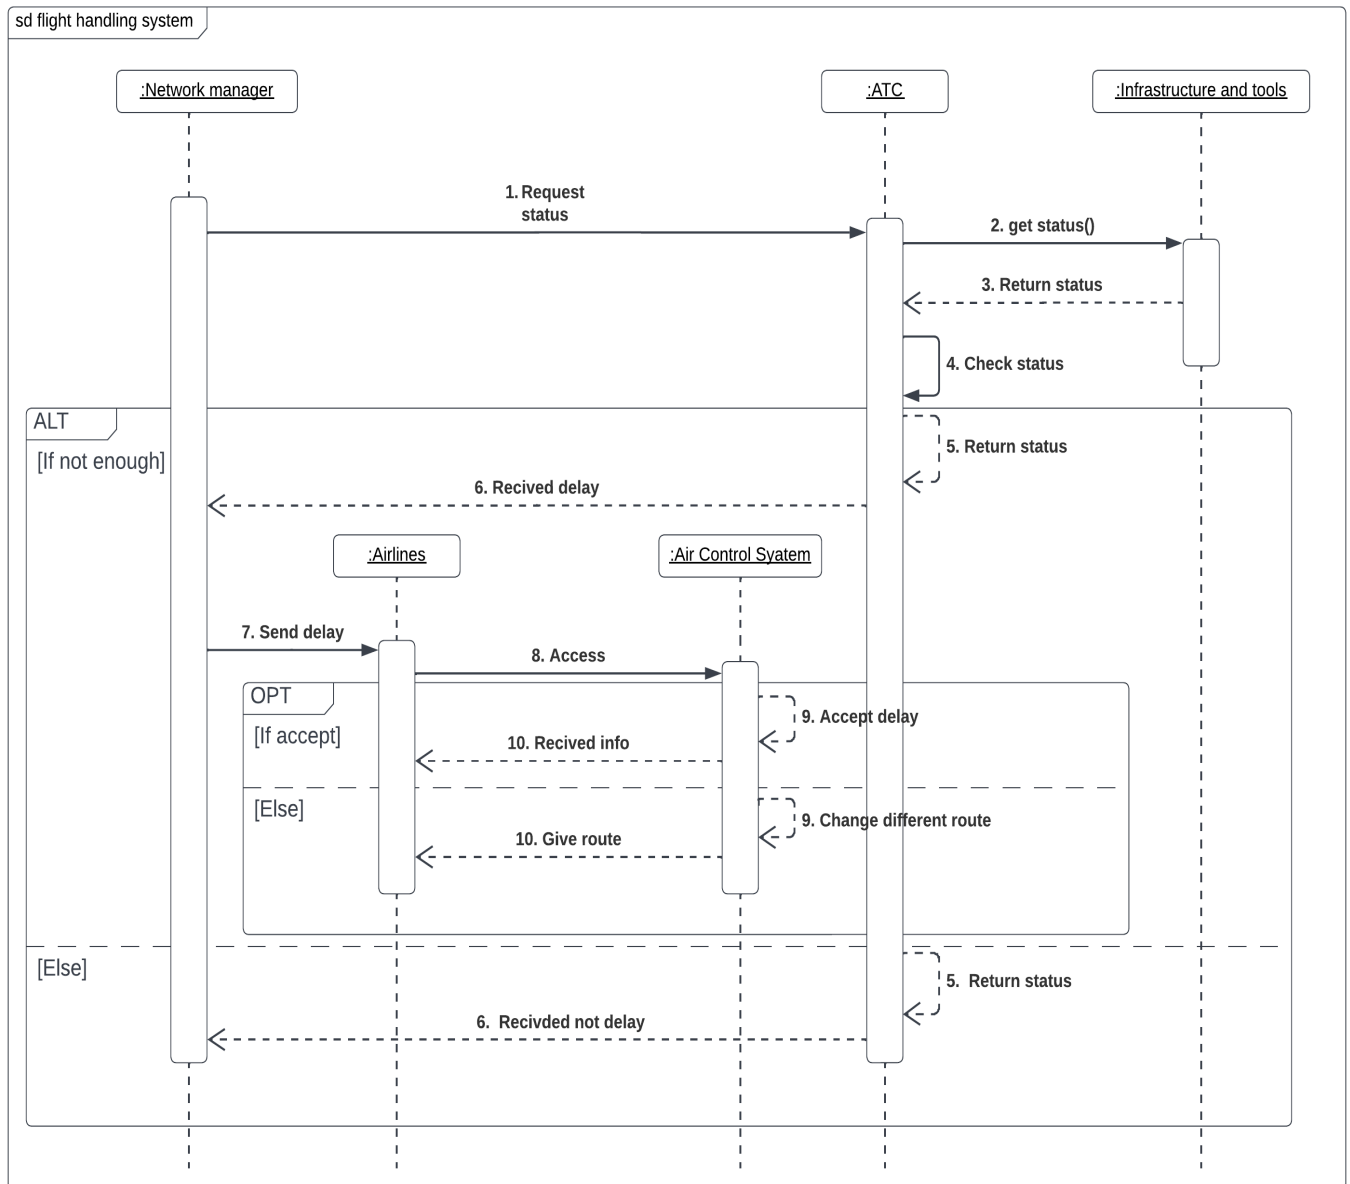 sd flight handling system
:Network manager
:ATC
:Infrastructure and tools
1. Request
status
2. get status()
3. Return status
4. Check status
ALT
[If not enough]
5. Return status
6. Recived delay
:Airlines
:Air Control Syatem
7. Send delay
8. Access
OPT
[If accept]
9. Accept delay
10. Recived info
[Else]
9. Change different route
10. Give route
[Else]
5. Return status
6. Recivded not delay